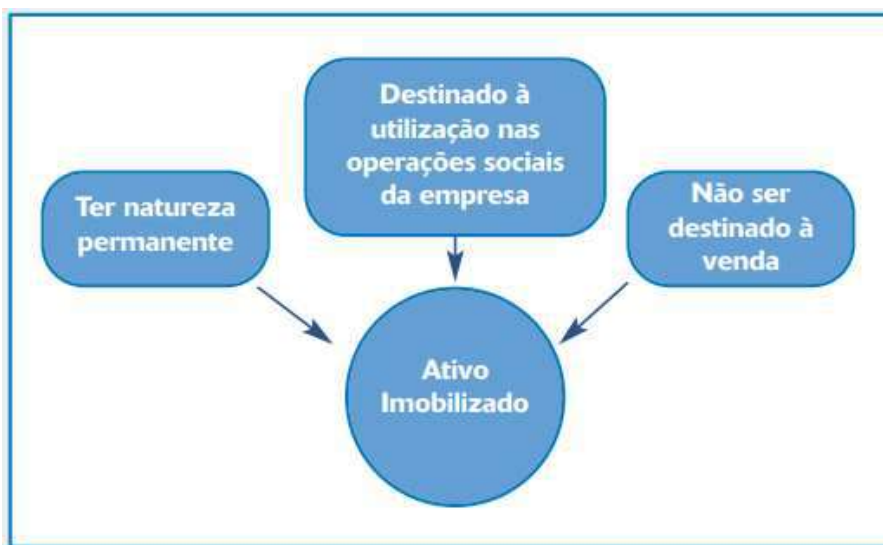 Destinado à
utilização nas
operações sociais
da empresa
Ter natureza
permanente
Não ser
destinado à
venda
Ativo
Imobilizado